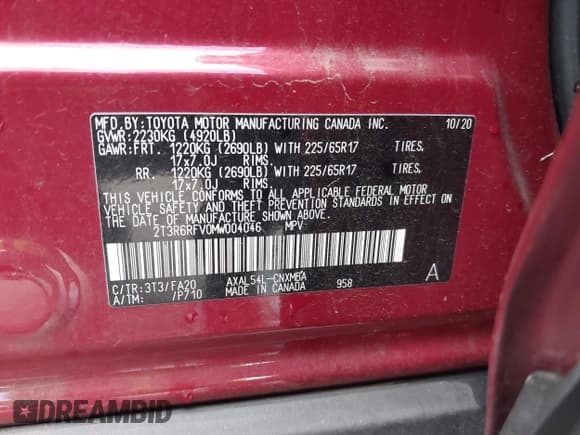 MFD.BY:TOYOTA MOTOR MANUFACTURING CANADA INC. 10/20
GVWR:2230KG (4920LB)
GAWR:FRT. 1220KG (2690LB) WITH 225/65R17 TIRES,
17x7.0J RIMS.
RR. 1220KG (2690LB) WITH 225/65R17 TIRES,
17x7.0J RIMS.
THIS VEHICLE CONFORMS TO ALL APPLICABLE FEDERAL MOTOR
VEHICLE SAFETY AND THEFT PREVENTION STANDARDS IN EFFECT ON
THE DATE OF MANUFACTURE SHOWN ABOVE.
2T3R6RFV0MW004046 MPV
C/TR:3T3/FA20 AXAL54L-CNXMBA 958 A
A/TM: /P710 MADE IN CANADA
DREAMBID